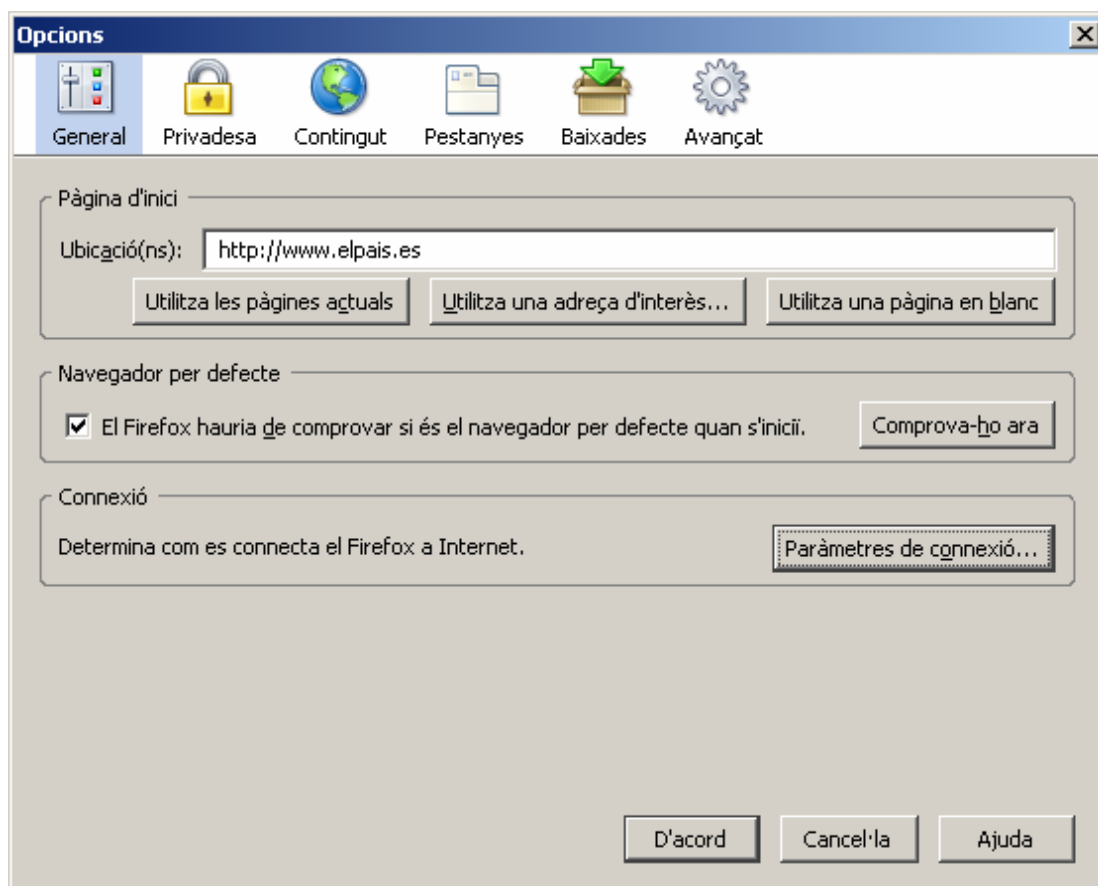 Opcions
General Privadesa Contingut Pestanyes Baixades Avançat
Pàgina d'inici
Ubicació(ns): http://www.elpais.es
Utilitza les pàgines actuals Utilitza una adreça d'interès... Utilitza una pàgina en blanc
Navegador per defecte
El Firefox hauria de comprovar si és el navegador per defecte quan s'iniciï. Comprova-ho ara
Connexió
Determina com es connecta el Firefox a Internet. Paràmetres de connexió...
D'acord Cancel·la Ajuda